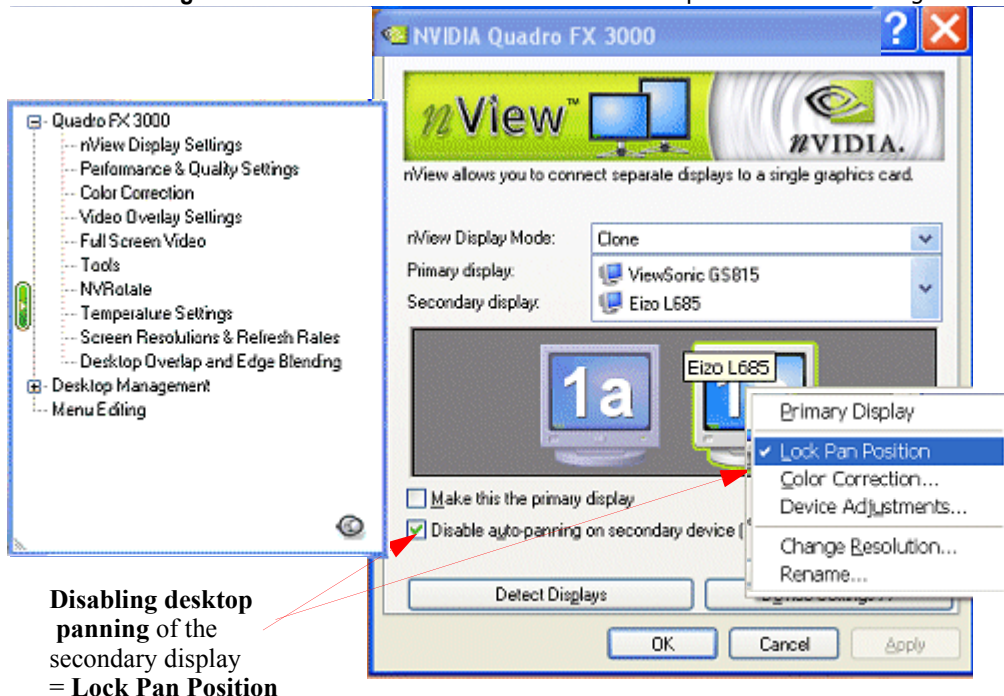 NVIDIA Quadro FX 3000
Quadro FX 3000
nView Display Settings
Performance & Quality Settings
Color Correction
Video Overlay Settings
Full Screen Video
Tools
NVRotate
Temperature Settings
Screen Resolutions & Refresh Rates
Desktop Overlap and Edge Blending
Desktop Management
Menu Editing
nView™
NVIDIA.
nView allows you to connect separate displays to a single graphics card.
nView Display Mode: Clone
Primary display: ViewSonic GS815
Secondary display: Eizo L685
1a
Eizo L685
Primary Display
Lock Pan Position
Color Correction...
Device Adjustments...
Change Resolution...
Rename...
Make this the primary display
Disable auto-panning on secondary device (
Detect Displays
OK Cancel Apply
Disabling desktop
panning of the
secondary display
= Lock Pan Position